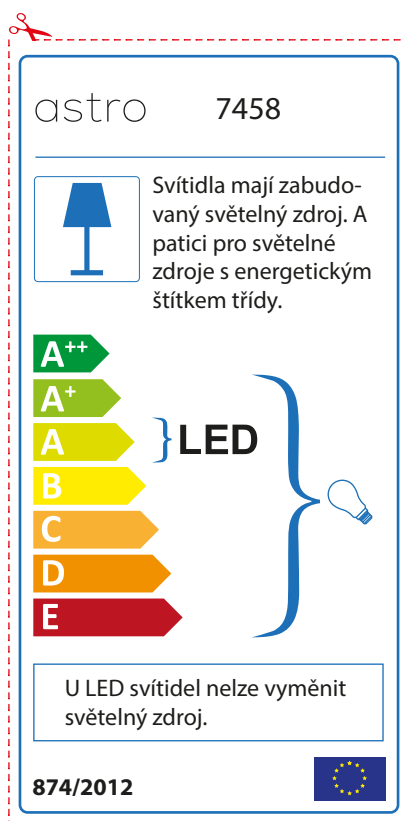 astro 7458
Svítidla mají zabudo-
vaný světelný zdroj. A
patici pro světelné
zdroje s energetickým
štítkem třídy.
A++
A+
A
LED
B
C
D
E
U LED svítidel nelze vyměnit
světelný zdroj.
874/2012